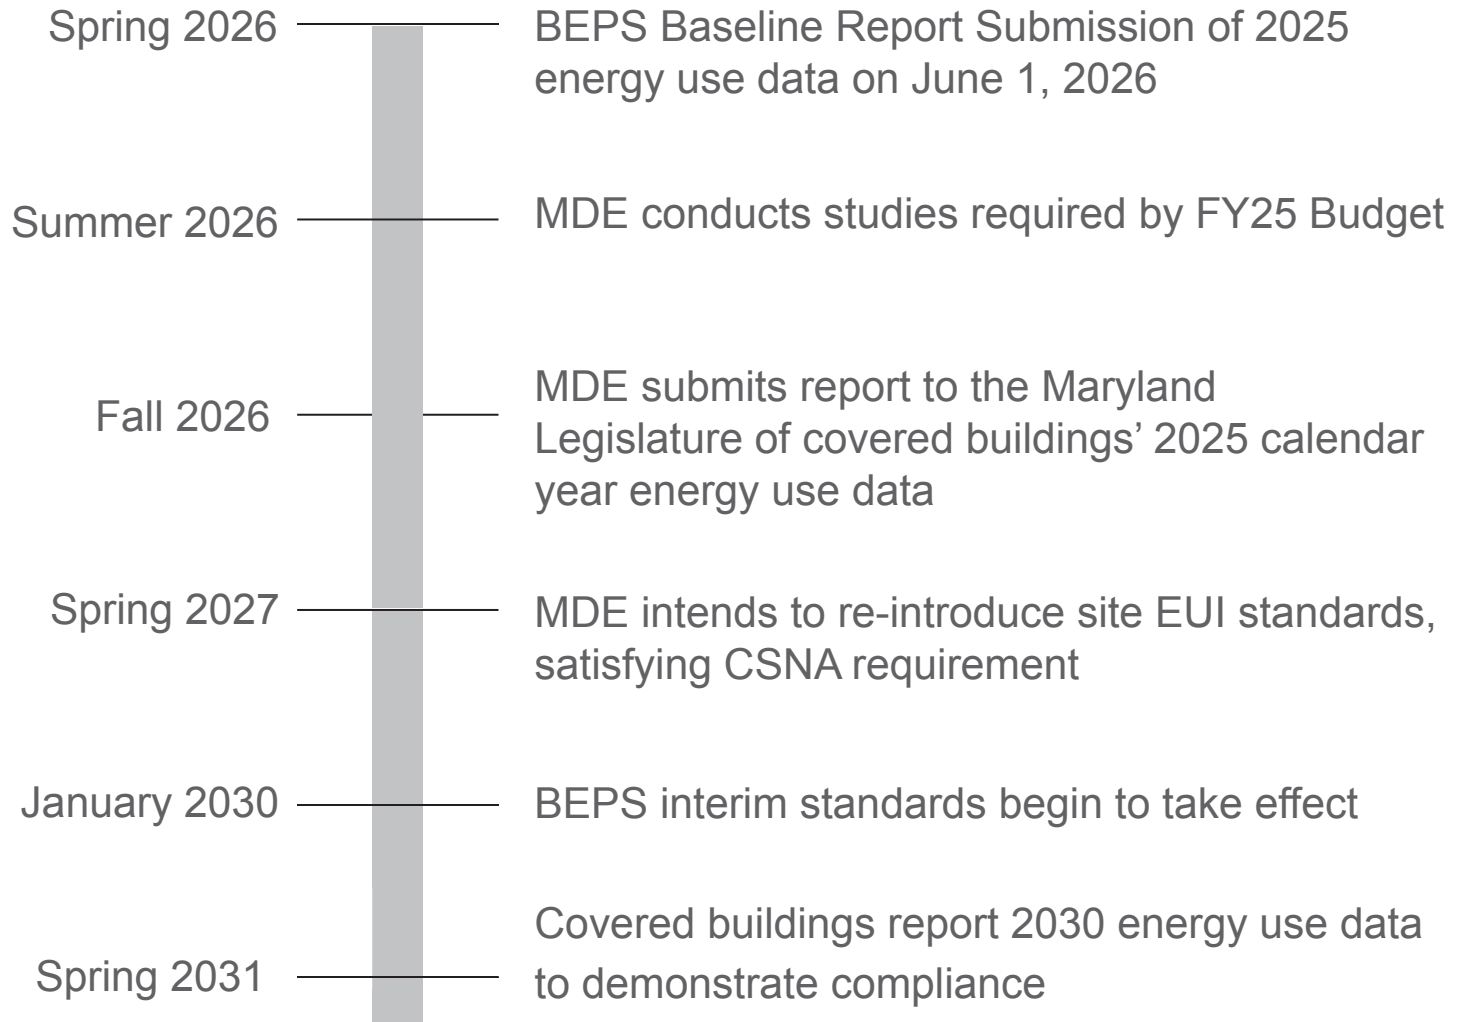 Spring 2026
BEPS Baseline Report Submission of 2025
energy use data on June 1, 2026
Summer 2026
MDE conducts studies required by FY25 Budget
Fall 2026
MDE submits report to the Maryland
Legislature of covered buildings’ 2025 calendar
year energy use data
Spring 2027
MDE intends to re-introduce site EUI standards,
satisfying CSNA requirement
January 2030
BEPS interim standards begin to take effect
Spring 2031
Covered buildings report 2030 energy use data
to demonstrate compliance